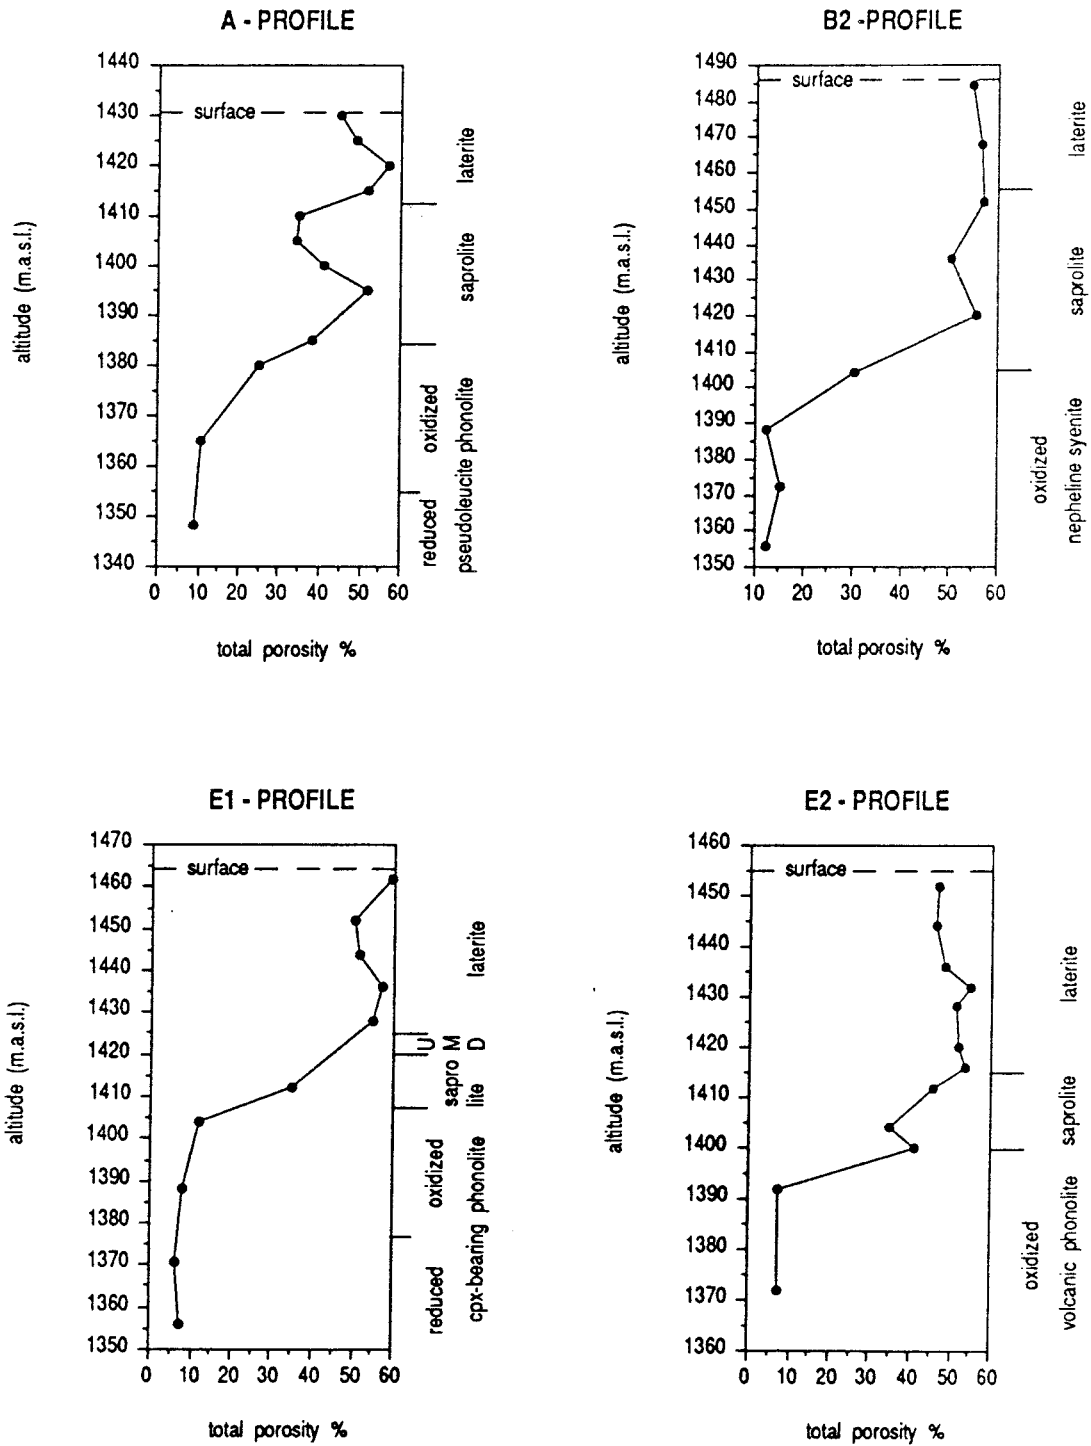 A - PROFILE
1440
1430
1420
1410
1400
1390
1380
1370
1360
1350
1340
surface
0 10 20 30 40 50 60
total porosity %
altitude (m.a.s.l.)
laterite
saprolite
oxidized
reduced
pseudoleucite phonolite
B2 -PROFILE
1490
1480
1470
1460
1450
1440
1430
1420
1410
1400
1390
1380
1370
1360
1350
surface
10 20 30 40 50 60
total porosity %
altitude (m.a.s.l.)
laterite
saprolite
oxidized
nepheline syenite
E1 - PROFILE
1470
1460
1450
1440
1430
1420
1410
1400
1390
1380
1370
1360
1350
surface
0 10 20 30 40 50 60
total porosity %
altitude (m.a.s.l.)
laterite
U M D
sapro
lite
oxidized
reduced
cpx-bearing phonolite
E2 - PROFILE
1460
1450
1440
1430
1420
1410
1400
1390
1380
1370
1360
surface
0 10 20 30 40 50 60
total porosity %
altitude (m.a.s.l.)
laterite
saprolite
oxidized
volcanic phonolite